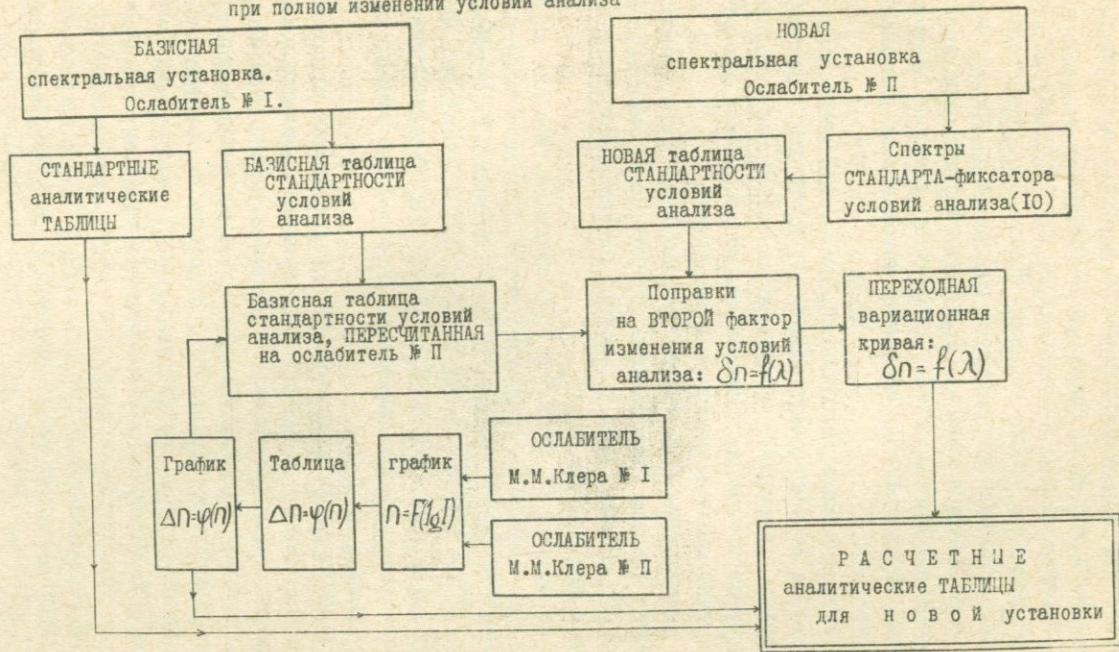 при полном изменении условий анализа
БАЗИСНАЯ
спектральная установка.
Ослабитель № I.
НОВАЯ
спектральная установка
Ослабитель № П
СТАНДАРТНЫЕ
аналитические
ТАБЛИЦЫ
БАЗИСНАЯ таблица
СТАНДАРТНОСТИ
условий
анализа
НОВАЯ таблица
СТАНДАРТНОСТИ
условий
анализа
Спектры
СТАНДАРТА-фиксатора
условий анализа(IO)
Базисная таблица
стандартности условий
анализа, ПЕРЕСЧИТАННАЯ
на ослабитель № П
Поправки
на ВТОРОЙ фактор
изменения условий
анализа: δn=f(λ)
ПЕРЕХОДНАЯ
вариационная
кривая:
δn=f(λ)
График
Δn=φ(n)
Таблица
Δn=φ(n)
график
n=F(lgI)
ОСЛАБИТЕЛЬ
М.М.Клера № I
ОСЛАБИТЕЛЬ
М.М.Клера № П
РАСЧЕТНЫЕ
аналитические ТАБЛИЦЫ
для новой установки